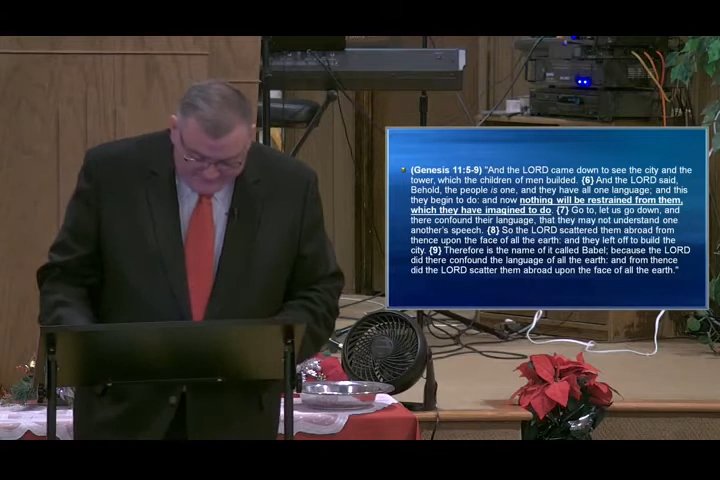 (Genesis 11:5-9) "And the LORD came down to see the city and the
tower, which the children of men builded. {6} And the LORD said,
Behold, the people is one, and they have all one language; and this
they begin to do: and now nothing will be restrained from them,
which they have imagined to do. {7} Go to, let us go down, and
there confound their language, that they may not understand one
another's speech. {8} So the LORD scattered them abroad from
thence upon the face of all the earth: and they left off to build the
city. {9} Therefore is the name of it called Babel; because the LORD
did there confound the language of all the earth: and from thence
did the LORD scatter them abroad upon the face of all the earth."